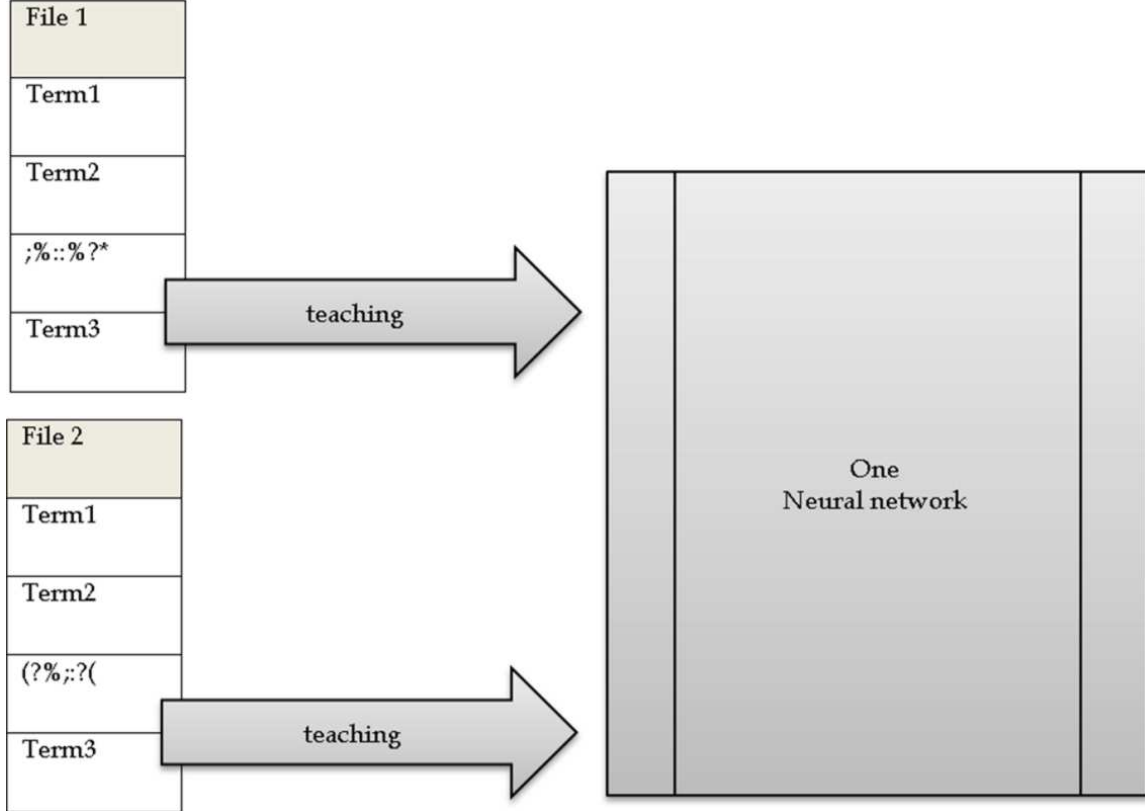 File 1
Term1
Term2
;%::%?*
Term3
teaching
File 2
Term1
Term2
(?%;:?(
Term3
teaching
One
Neural network